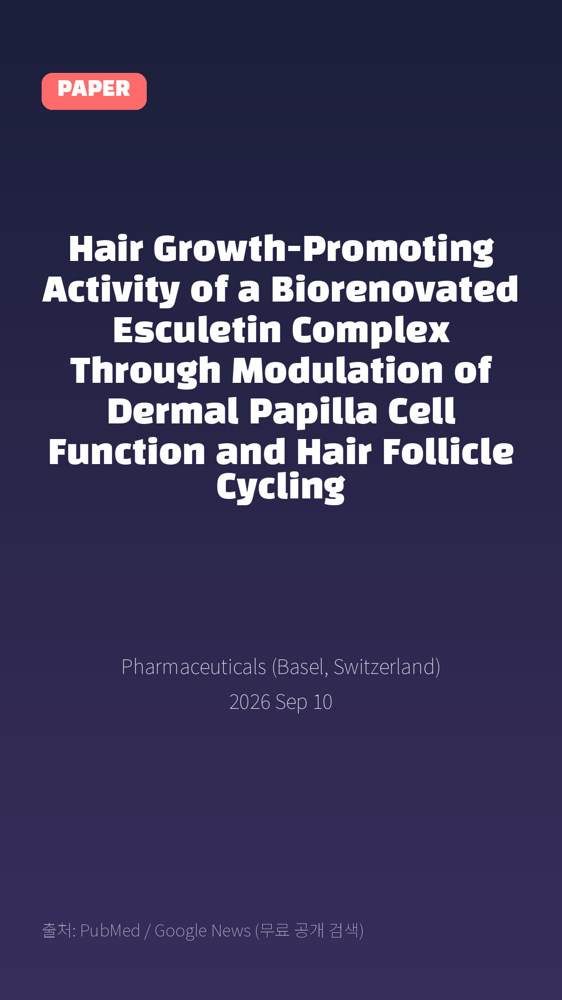 PAPER
Hair Growth-Promoting
Activity of a Biorenovated
Esculetin Complex
Through Modulation of
Dermal Papilla Cell
Function and Hair Follicle
Cycling
Pharmaceuticals (Basel, Switzerland)
2026 Sep 10
출처: PubMed / Google News (무료 공개 검색)